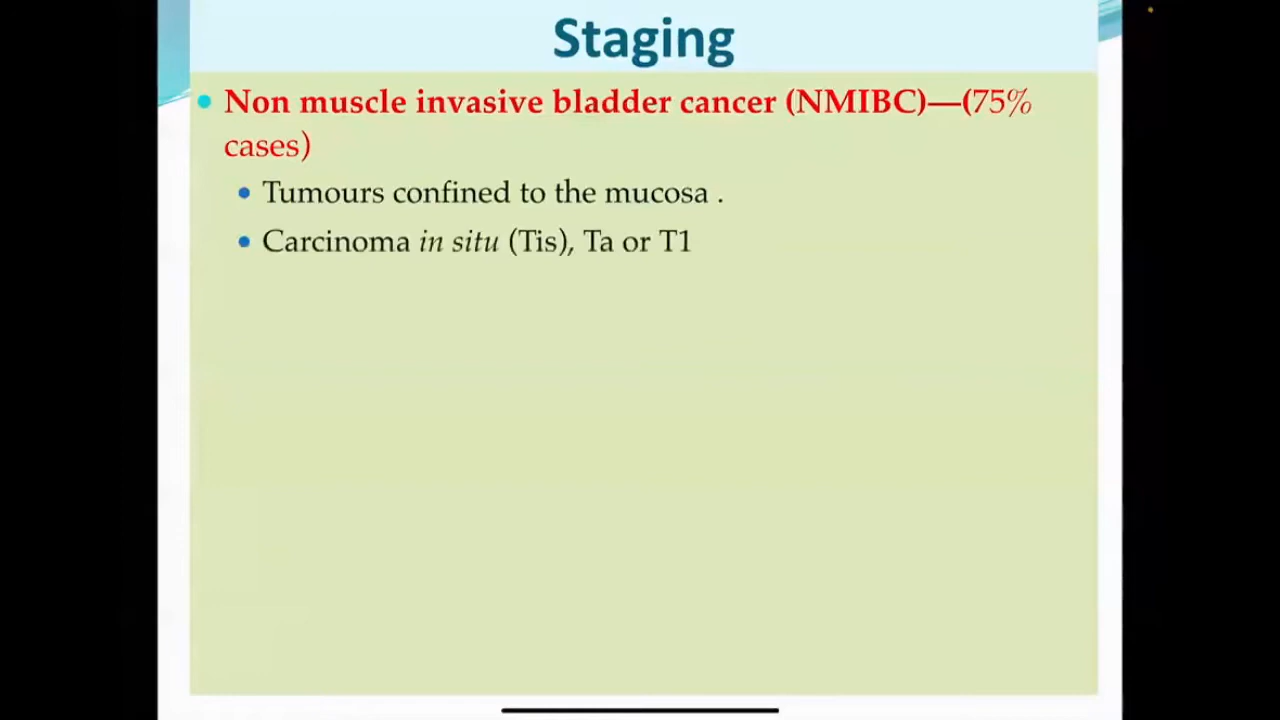 Staging
Non muscle invasive bladder cancer (NMIBC)—(75%
cases)
Tumours confined to the mucosa .
Carcinoma in situ (Tis), Ta or T1